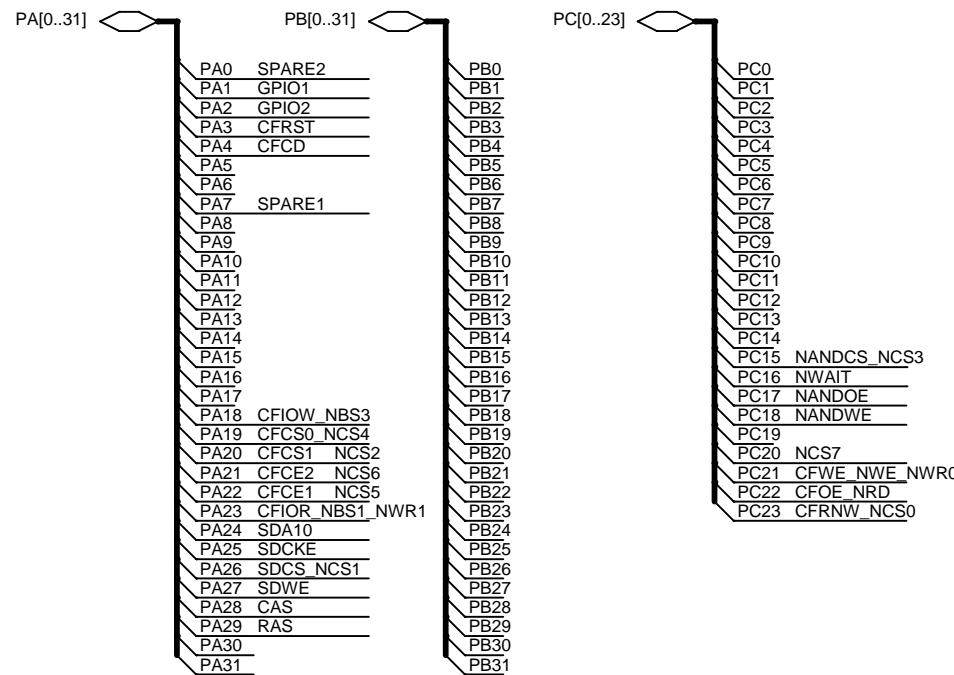 PA[0..31]
PA0 SPARE2
PA1 GPIO1
PA2 GPIO2
PA3 CFRST
PA4 CFCD
PA5
PA6
PA7 SPARE1
PA8
PA9
PA10
PA11
PA12
PA13
PA14
PA15
PA16
PA17
PA18 CFIOW_NBS3
PA19 CFCS0_NCS4
PA20 CFCS1 NCS2
PA21 CFCE2 NCS6
PA22 CFCE1 NCS5
PA23 CFIOR_NBS1_NWR1
PA24 SDA10
PA25 SDCKE
PA26 SDCS_NCS1
PA27 SDWE
PA28 CAS
PA29 RAS
PA30
PA31
PB[0..31]
PB0
PB1
PB2
PB3
PB4
PB5
PB6
PB7
PB8
PB9
PB10
PB11
PB12
PB13
PB14
PB15
PB16
PB17
PB18
PB19
PB20
PB21
PB22
PB23
PB24
PB25
PB26
PB27
PB28
PB29
PB30
PB31
PC[0..23]
PC0
PC1
PC2
PC3
PC4
PC5
PC6
PC7
PC8
PC9
PC10
PC11
PC12
PC13
PC14
PC15 NANDCS_NCS3
PC16 NWAIT
PC17 NANDOE
PC18 NANDWE
PC19
PC20 NCS7
PC21 CFWE_NWE_NWR0
PC22 CFOE_NRD
PC23 CFRNW_NCS0